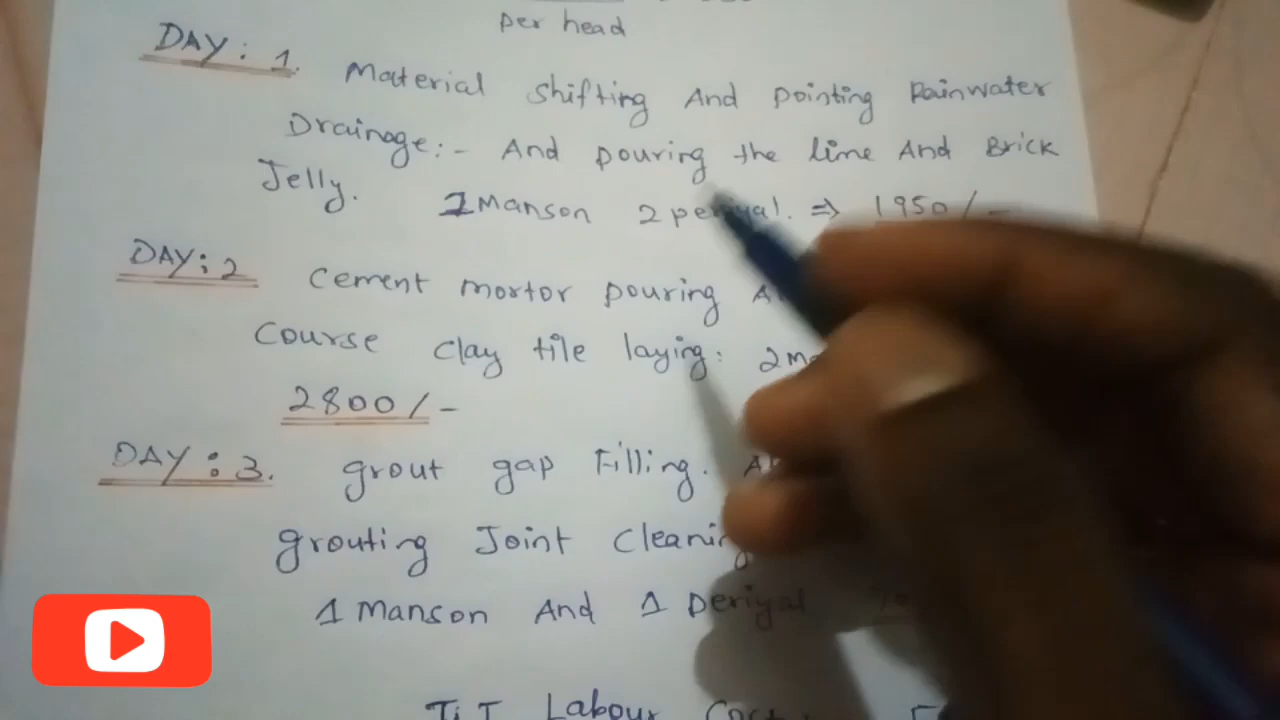 per head
DAY: 1. Material shifting And pointing Rainwater
Drainage:- And pouring the lime And Brick
Jelly. 1 Manson 2 periyal. ⇒ 1950/-
DAY: 2 Cement mortor pouring
Course Clay tile laying:
2800/-
DAY: 3. grout gap Filling.
grouting Joint
1 Manson And 1 Periyal
Labour